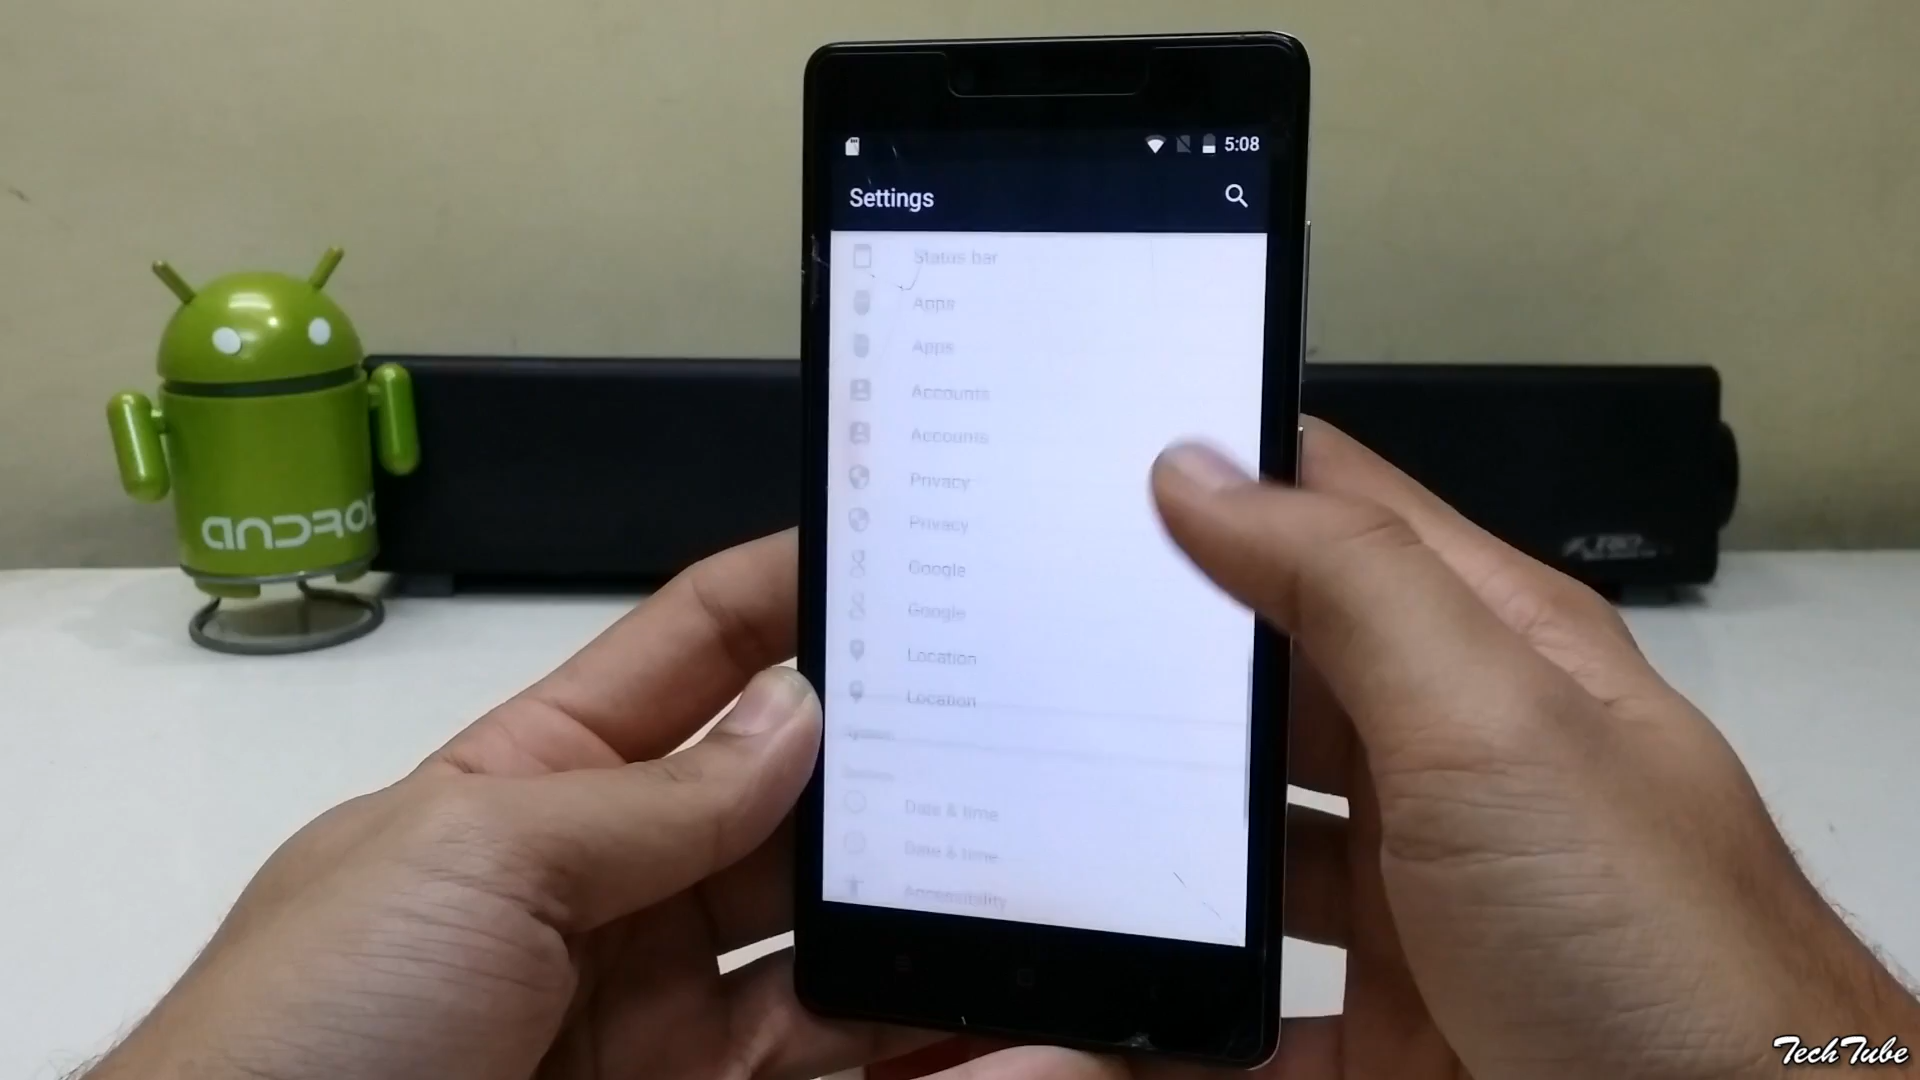 5:08
Settings
Status bar
Apps
Apps
Accounts
Accounts
Privacy
Privacy
Google
Google
Location
Location
Date & time
Date & time
Accessibility
ANDROI
TechTube